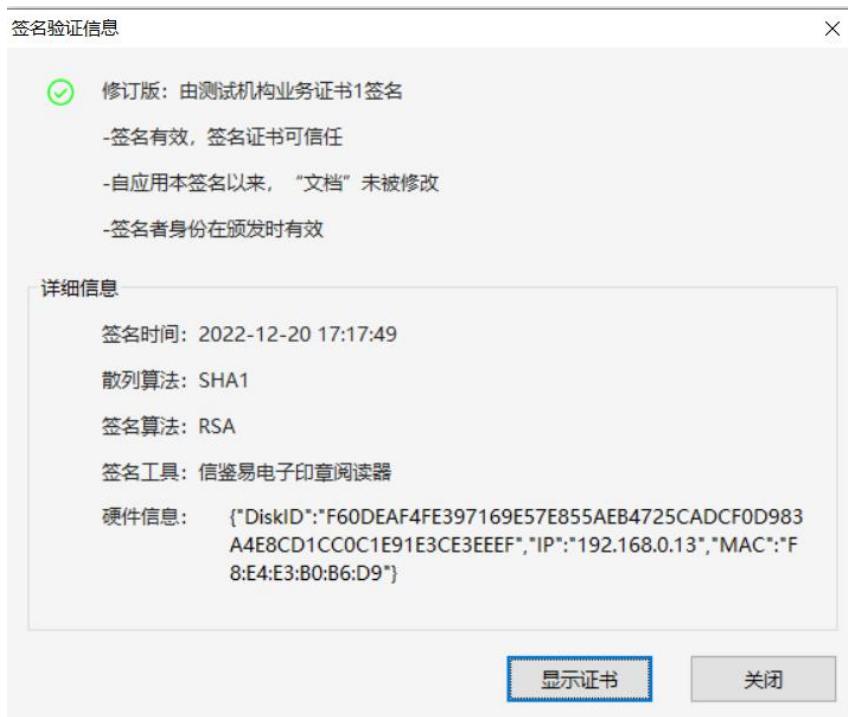 签名验证信息
修订版：由测试机构业务证书1签名
-签名有效，签名证书可信任
-自应用本签名以来，“文档”未被修改
-签名者身份在颁发时有效
详细信息
签名时间：2022-12-20 17:17:49
散列算法：SHA1
签名算法：RSA
签名工具：信鉴易电子印章阅读器
硬件信息： {"DiskID":"F60DEAF4FE397169E57E855AEB4725CADCF0D983
A4E8CD1CC0C1E91E3CE3EEEF","IP":"192.168.0.13","MAC":"F
8:E4:E3:B0:B6:D9"}
显示证书 关闭